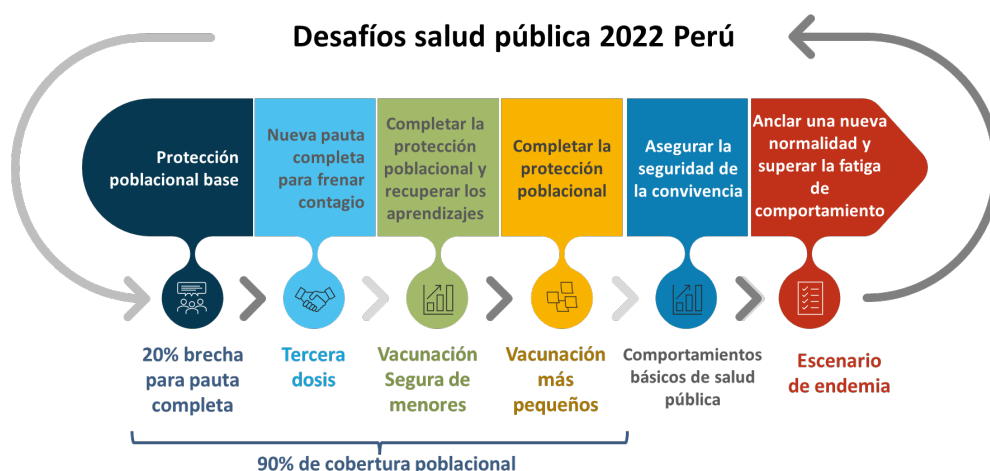 Desafíos salud pública 2022 Perú
Protección
poblacional base
Nueva pauta
completa
para frenar
contagio
Completar la
protección
poblacional y
recuperar los
aprendizajes
Completar la
protección
poblacional
Asegurar la
seguridad de
la convivencia
Anclar una nueva
normalidad y
superar la fatiga
de
comportamiento
20% brecha
para pauta
completa
Tercera
dosis
Vacunación
Segura de
menores
Vacunación
más
pequeños
Comportamientos
básicos de salud
pública
Escenario
de endemia
90% de cobertura poblacional